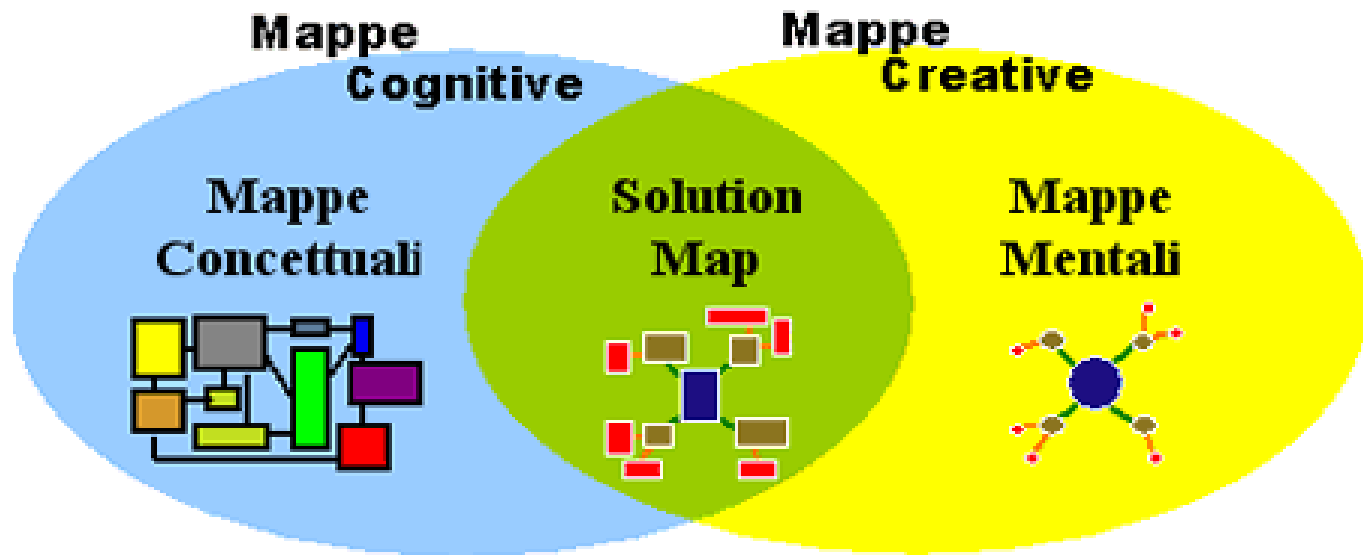 Mappe
Cognitive
Mappe
Creative
Mappe
Concettuali
Solution
Map
Mappe
Mentali